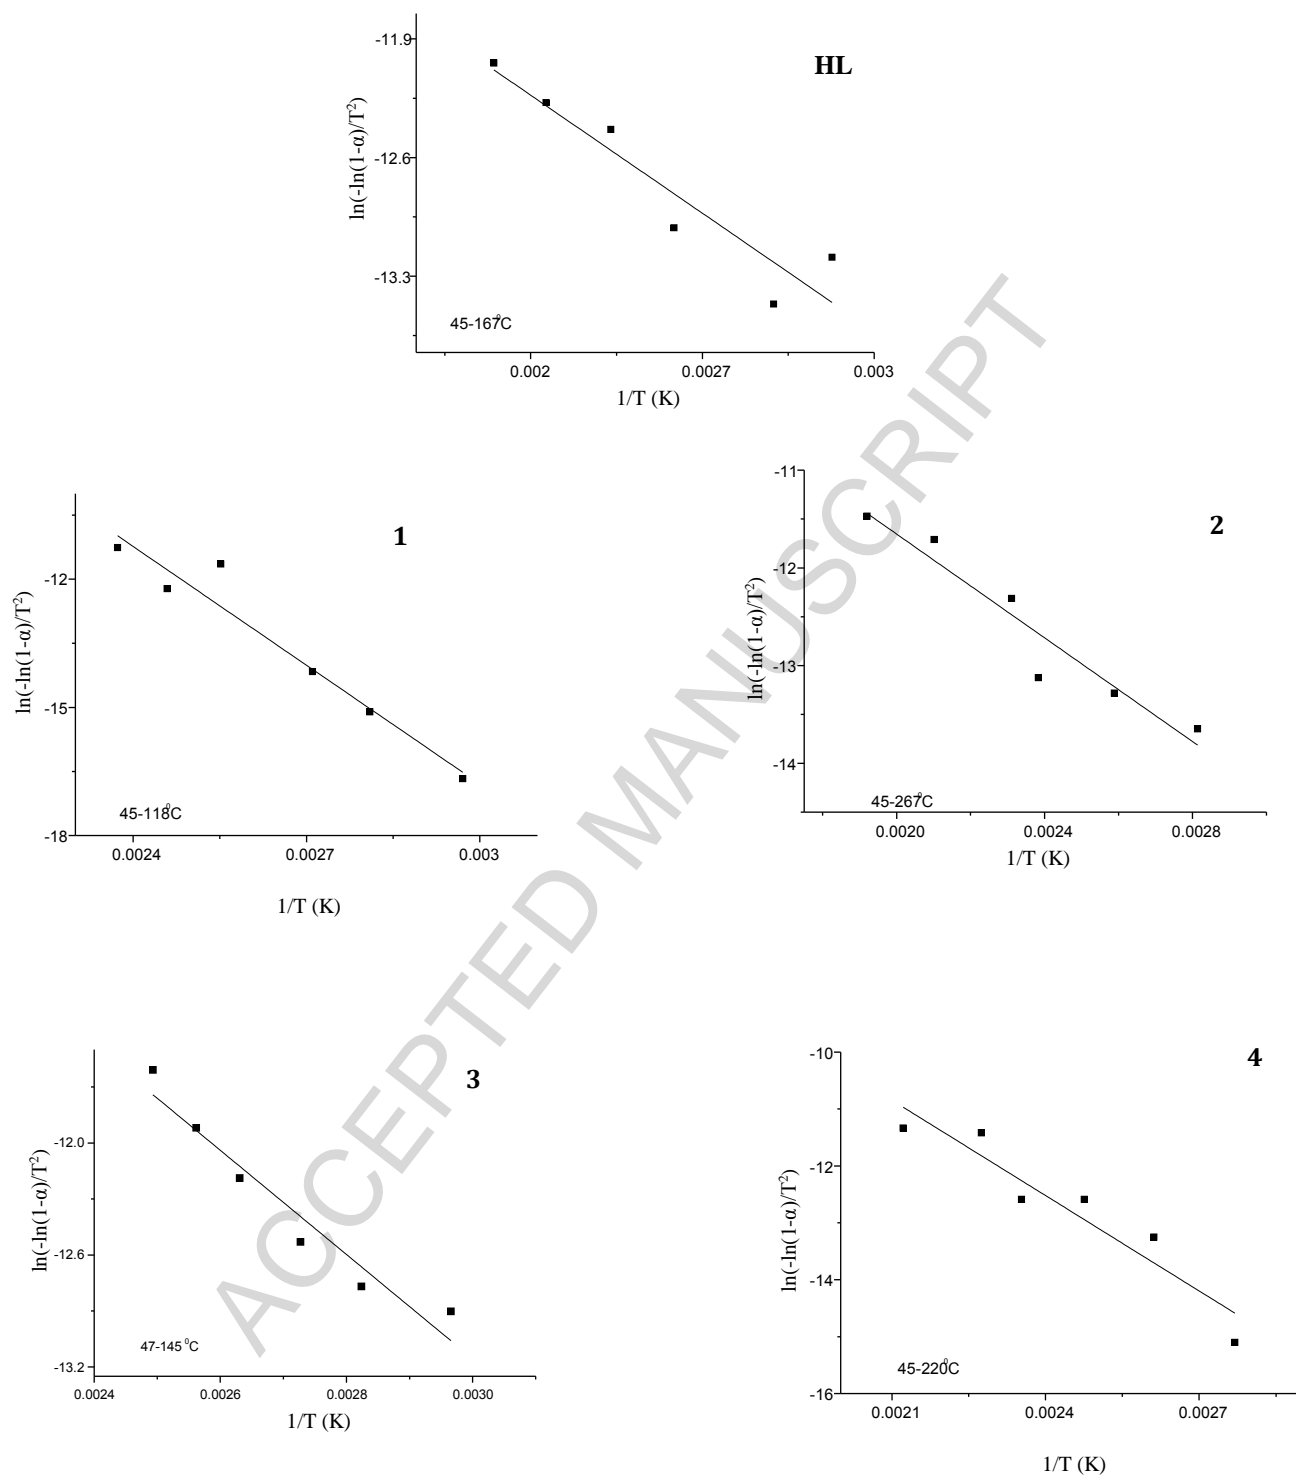 HL
-11.9
-12.6
-13.3
ln(-ln(1-α)/T²)
45-167⁰C
0.002
0.0027
0.003
1/T (K)
1
-12
-15
-18
ln(-ln(1-α)/T²)
45-118⁰C
0.0024
0.0027
0.003
1/T (K)
2
-11
-12
-13
-14
ln(-ln(1-α)/T²)
45-267⁰C
0.0020
0.0024
0.0028
1/T (K)
3
-12.0
-12.6
-13.2
ln(-ln(1-α)/T²)
47-145 ⁰C
0.0024
0.0026
0.0028
0.0030
1/T (K)
4
-10
-12
-14
-16
ln(-ln(1-α)/T²)
45-220⁰C
0.0021
0.0024
0.0027
1/T (K)
ACCEPTED MANUSCRIPT